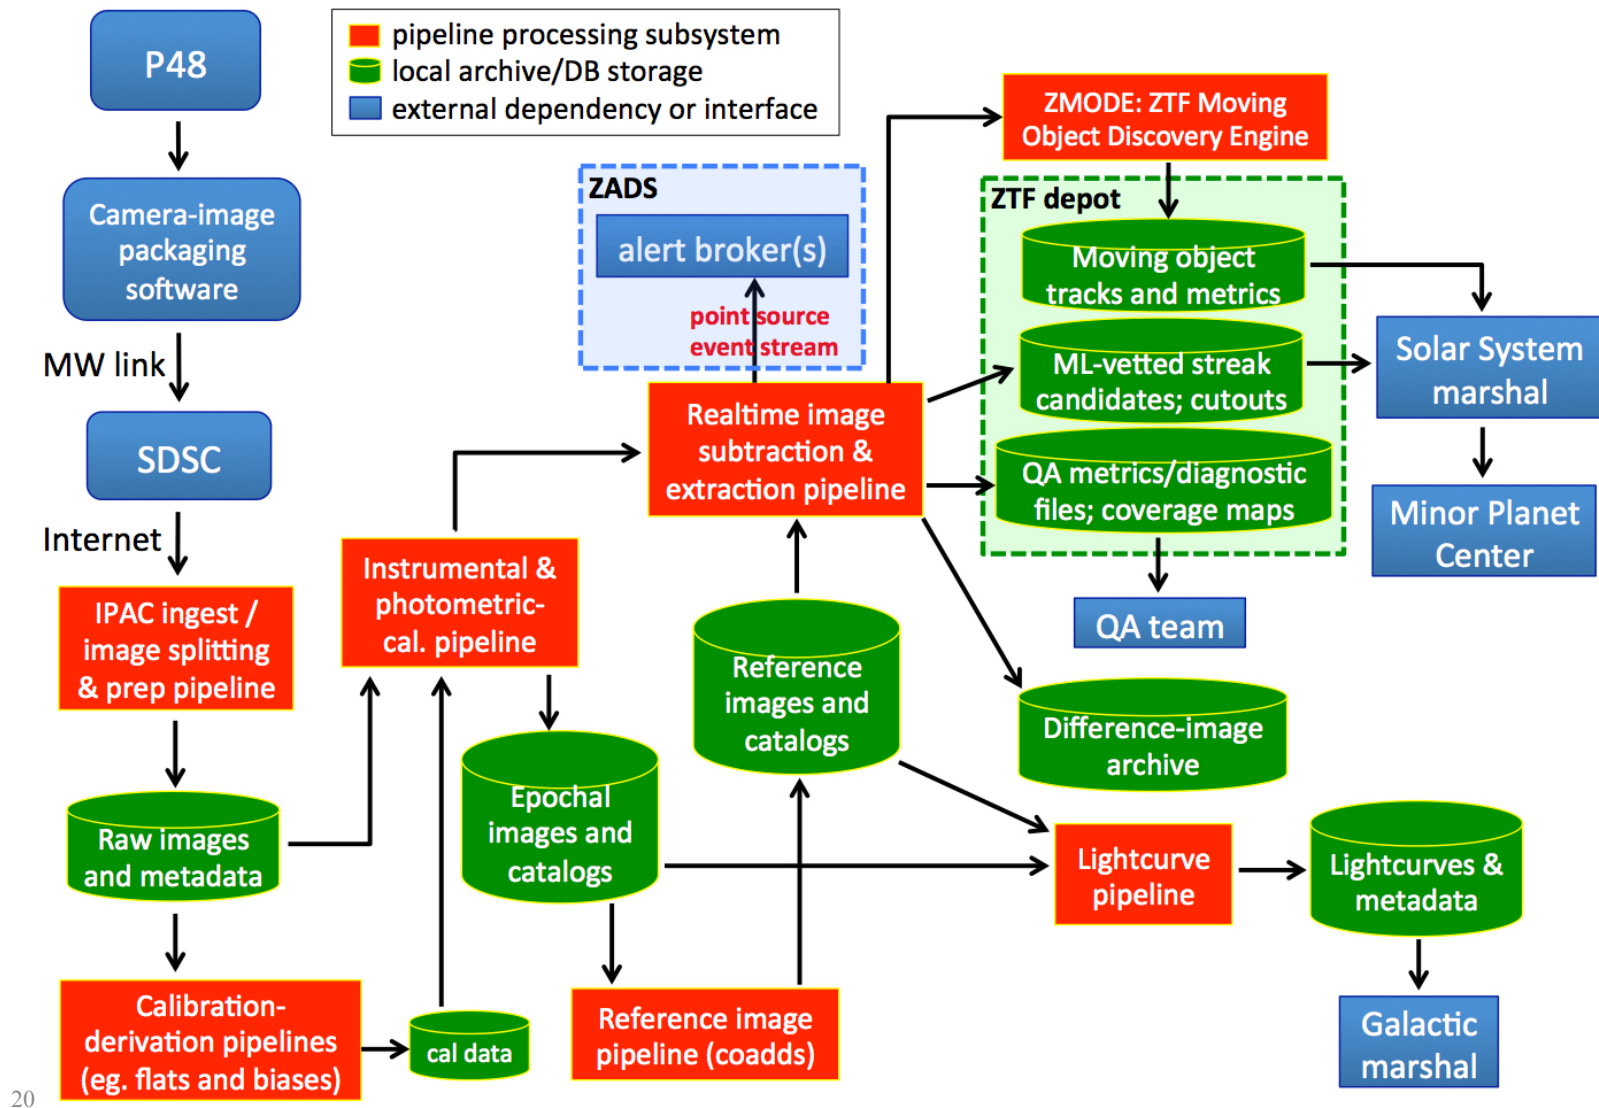 P48
pipeline processing subsystem
local archive/DB storage
external dependency or interface
Camera-image
packaging
software
MW link
SDSC
Internet
IPAC ingest /
image splitting
& prep pipeline
Raw images
and metadata
Calibration-
derivation pipelines
(eg. flats and biases)
cal data
Instrumental &
photometric-
cal. pipeline
Epochal
images and
catalogs
Reference image
pipeline (coadds)
ZADS
alert broker(s)
point source
event stream
Realtime image
subtraction &
extraction pipeline
Reference
images and
catalogs
ZMODE: ZTF Moving
Object Discovery Engine
ZTF depot
Moving object
tracks and metrics
ML-vetted streak
candidates; cutouts
QA metrics/diagnostic
files; coverage maps
QA team
Solar System
marshal
Minor Planet
Center
Difference-image
archive
Lightcurve
pipeline
Lightcurves &
metadata
Galactic
marshal
20